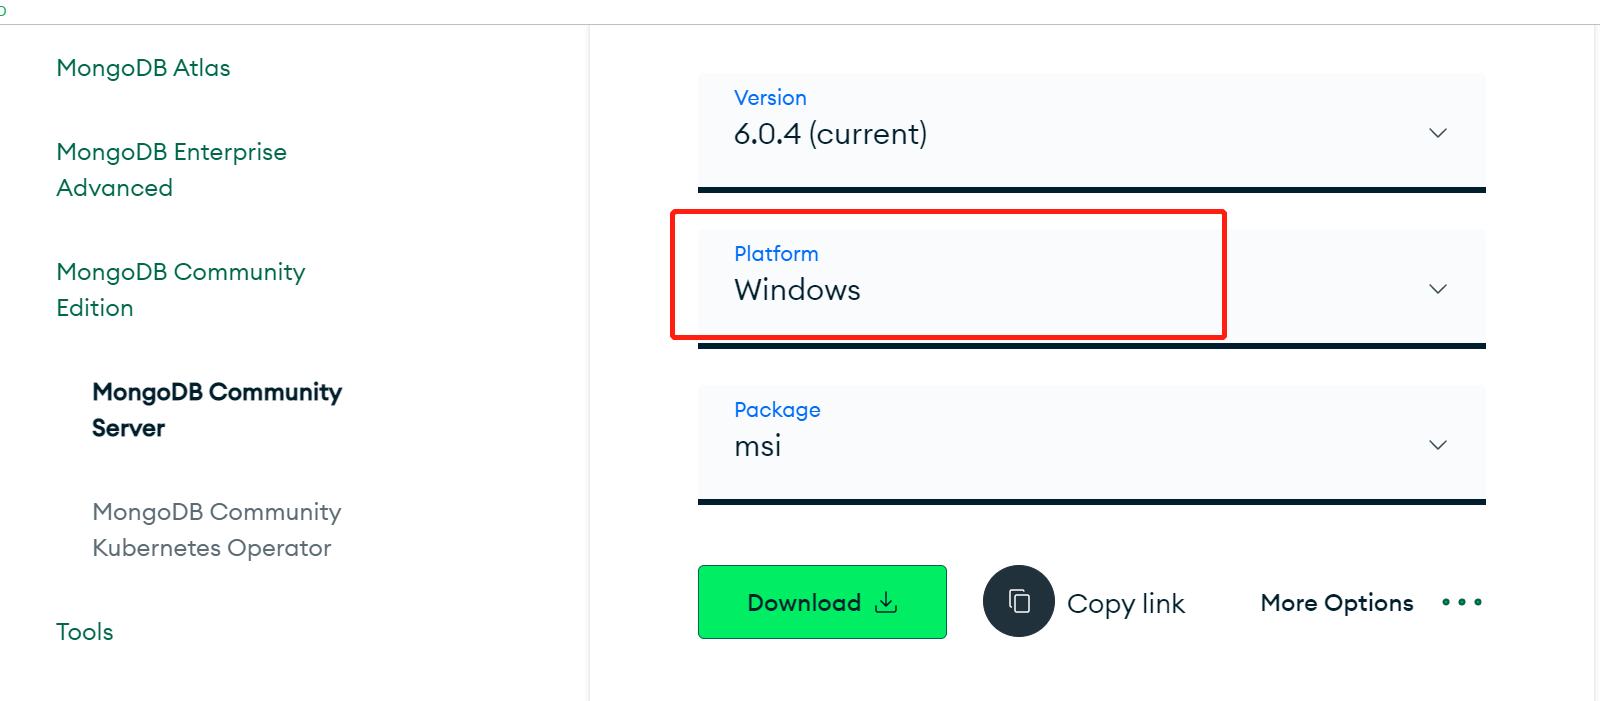 MongoDB Atlas
MongoDB Enterprise
Advanced
MongoDB Community
Edition
MongoDB Community
Server
MongoDB Community
Kubernetes Operator
Tools
Version
6.0.4 (current)
Platform
Windows
Package
msi
Download
Copy link
More Options